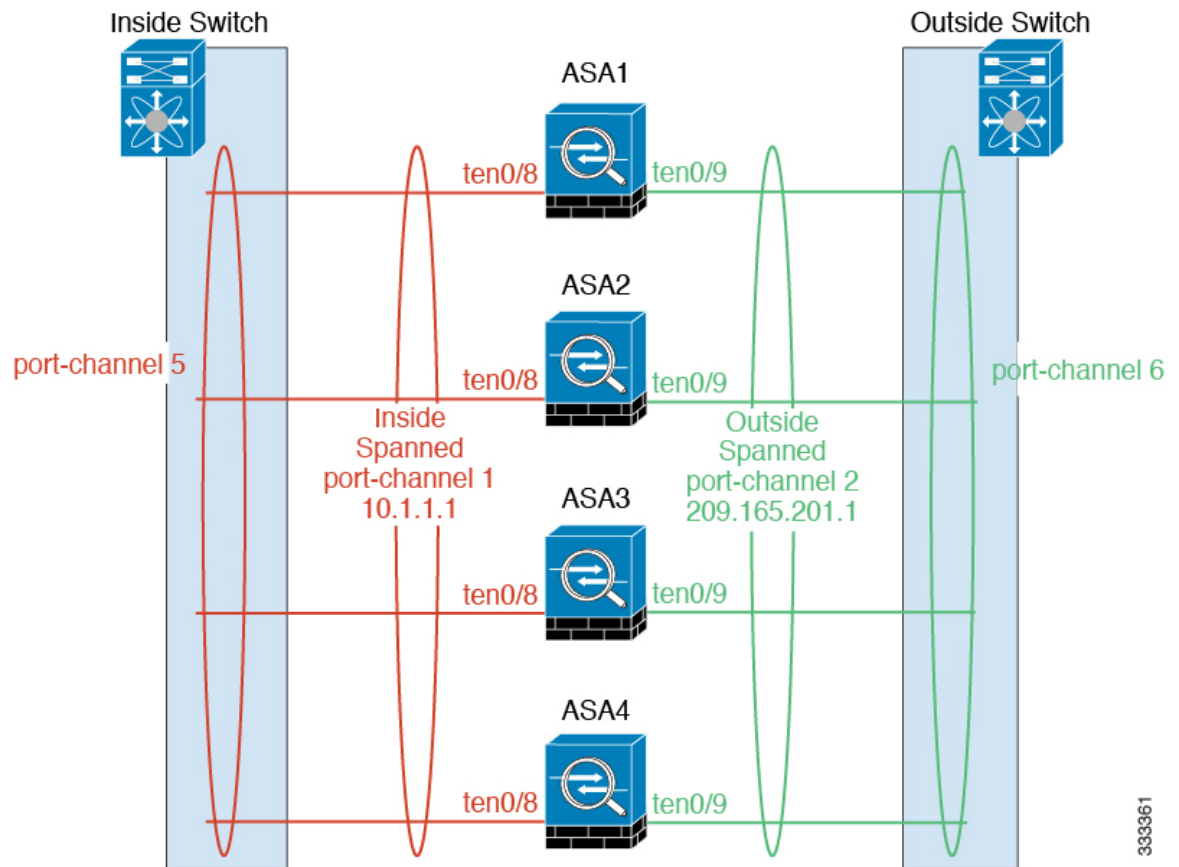 Inside Switch
Outside Switch
ASA1
ten0/8
ten0/9
ASA2
port-channel 5
ten0/8
ten0/9
port-channel 6
Inside
Spanned
port-channel 1
10.1.1.1
Outside
Spanned
port-channel 2
209.165.201.1
ASA3
ten0/8
ten0/9
ASA4
ten0/8
ten0/9
333361